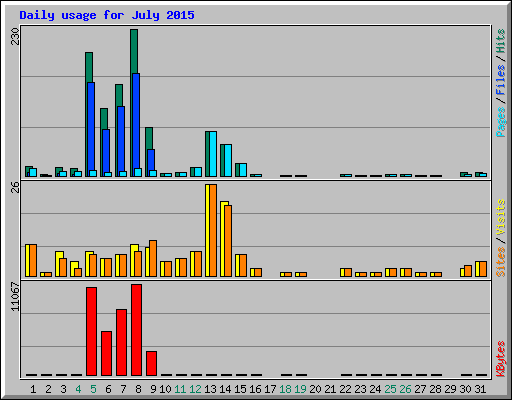 Daily usage for July 2015
230
Pages / Files / Hits
26
Sites / Visits
11067
KBytes
1 2 3 4 5 6 7 8 9 10 11 12 13 14 15 16 17 18 19 20 21 22 23 24 25 26 27 28 29 30 31